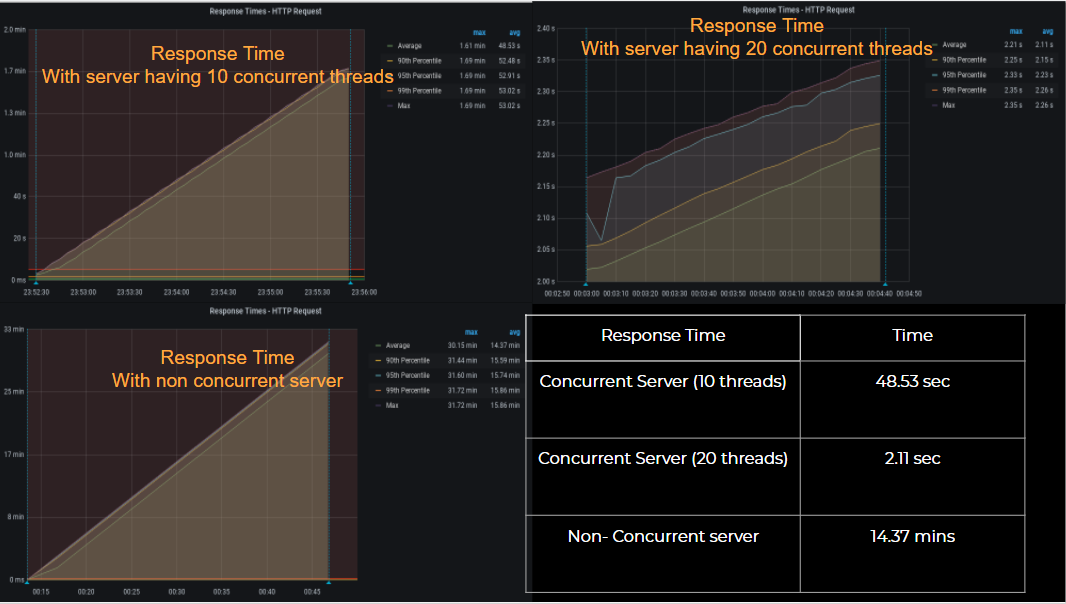 Response Times - HTTP Request
Response Time
With server having 10 concurrent threads
max avg
Average 1.61 min 48.53 s
90th Percentile 1.69 min 52.48 s
95th Percentile 1.69 min 52.91 s
99th Percentile 1.69 min 53.02 s
Max 1.69 min 53.02 s
2.0 min
1.7 min
1.3 min
1.0 min
40 s
20 s
0 ms
23:52:30 23:53:00 23:53:30 23:54:00 23:54:30 23:55:00 23:55:30 23:56:00
Response Times - HTTP Request
Response Time
With server having 20 concurrent threads
max avg
Average 2.21 s 2.11 s
90th Percentile 2.25 s 2.15 s
95th Percentile 2.33 s 2.23 s
99th Percentile 2.35 s 2.26 s
Max 2.35 s 2.26 s
2.40 s
2.35 s
2.30 s
2.25 s
2.20 s
2.15 s
2.10 s
2.05 s
2.00 s
00:02:50 00:03:00 00:03:10 00:03:20 00:03:30 00:03:40 00:03:50 00:04:00 00:04:10 00:04:20 00:04:30 00:04:40 00:04:50
Response Times - HTTP Request
Response Time
With non concurrent server
max avg
Average 30.15 min 14.37 min
90th Percentile 31.44 min 15.59 min
95th Percentile 31.60 min 15.74 min
99th Percentile 31.72 min 15.86 min
Max 31.72 min 15.86 min
33 min
25 min
17 min
8 min
0 ms
00:15 00:20 00:25 00:30 00:35 00:40 00:45
Response Time Time
Concurrent Server (10 threads) 48.53 sec
Concurrent Server (20 threads) 2.11 sec
Non- Concurrent server 14.37 mins